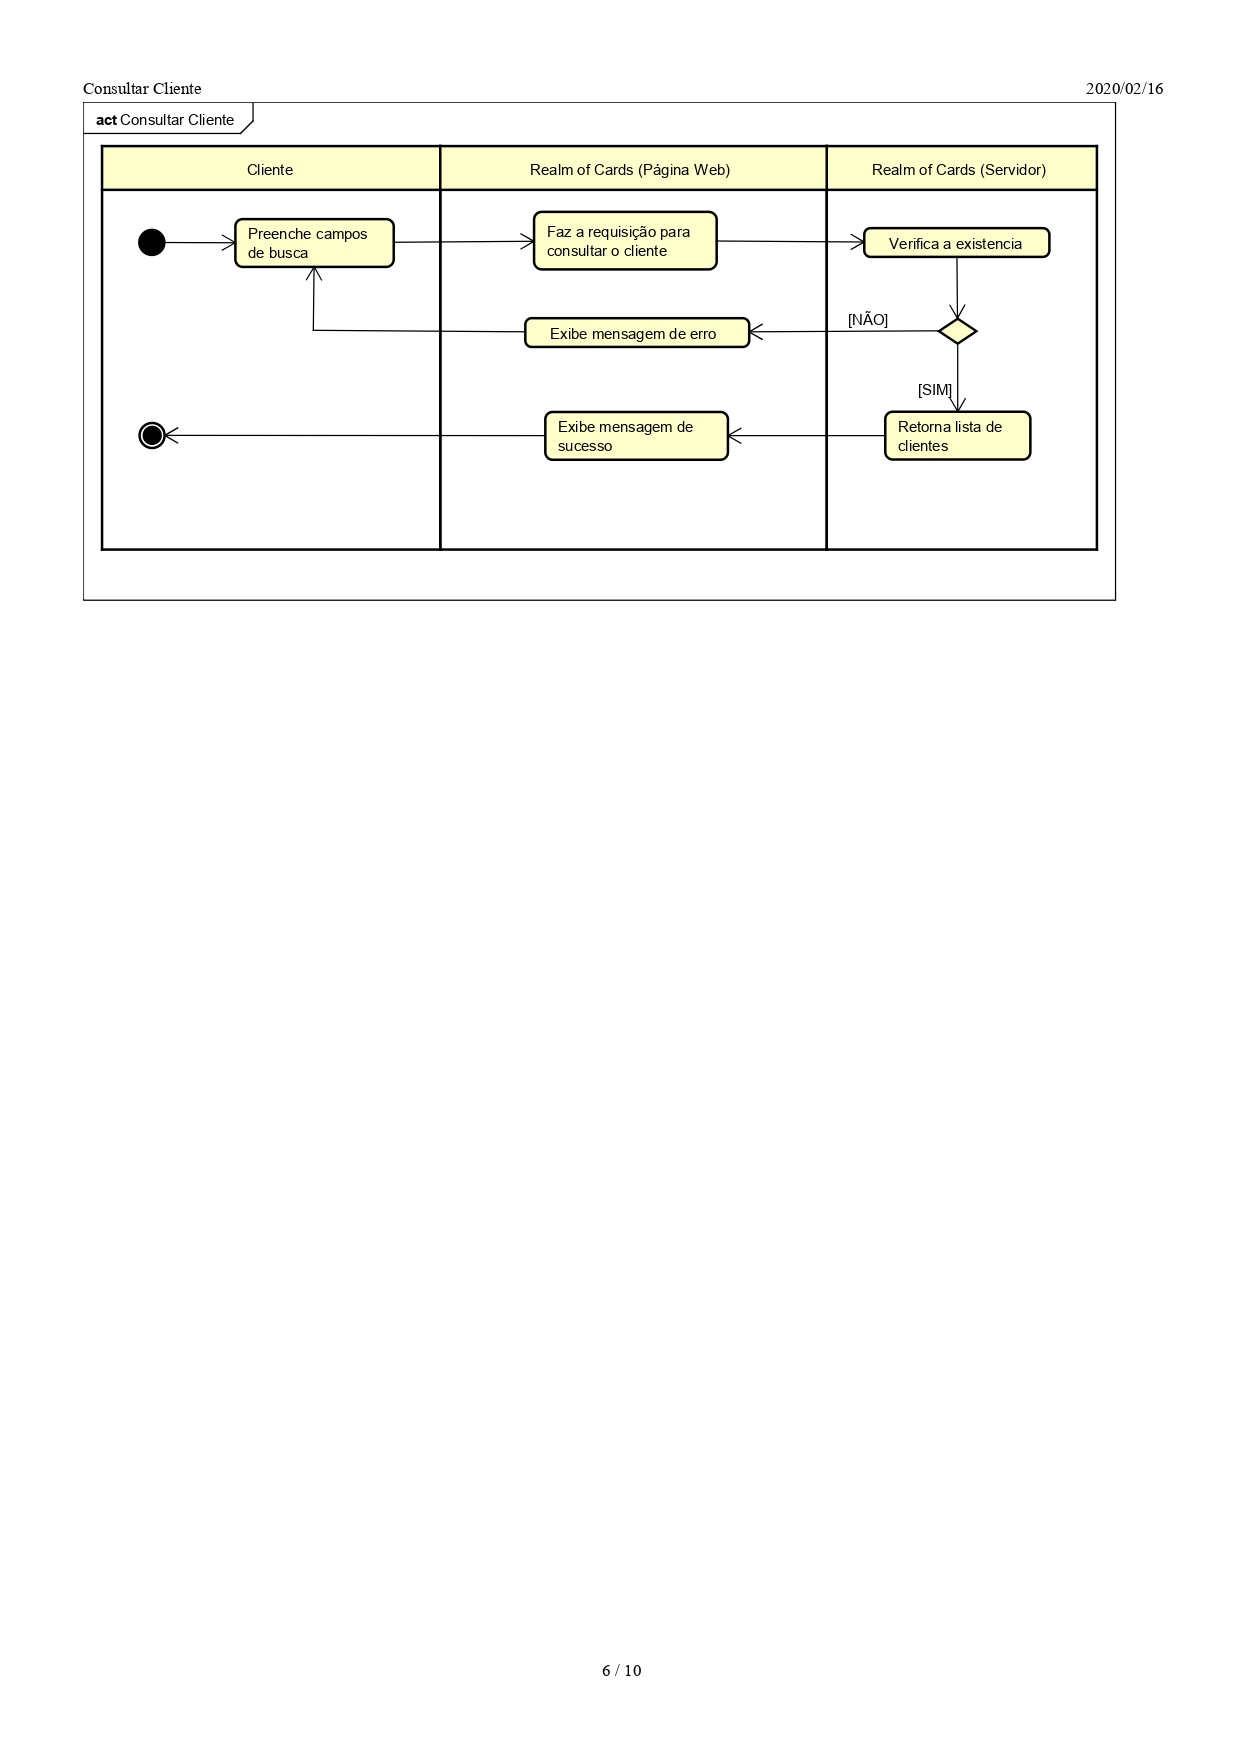 Consultar Cliente
2020/02/16
act Consultar Cliente
Cliente
Realm of Cards (Página Web)
Realm of Cards (Servidor)
Preenche campos
de busca
Faz a requisição para
consultar o cliente
Verifica a existencia
[NÃO]
Exibe mensagem de erro
[SIM]
Exibe mensagem de
sucesso
Retorna lista de
clientes
6 / 10